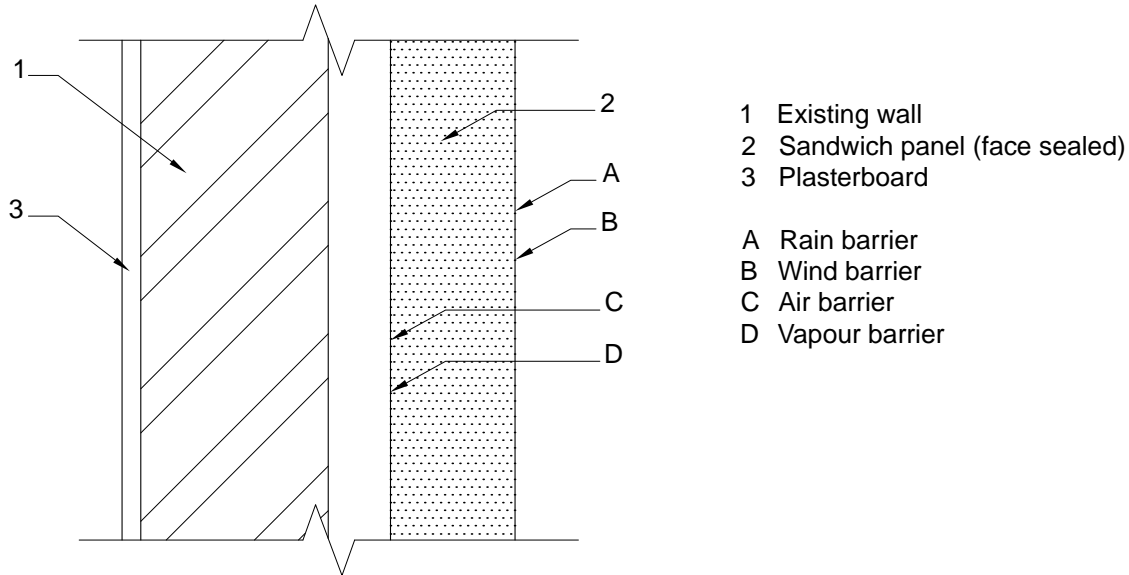 1
3
2
A
B
C
D
1 Existing wall
2 Sandwich panel (face sealed)
3 Plasterboard
A Rain barrier
B Wind barrier
C Air barrier
D Vapour barrier